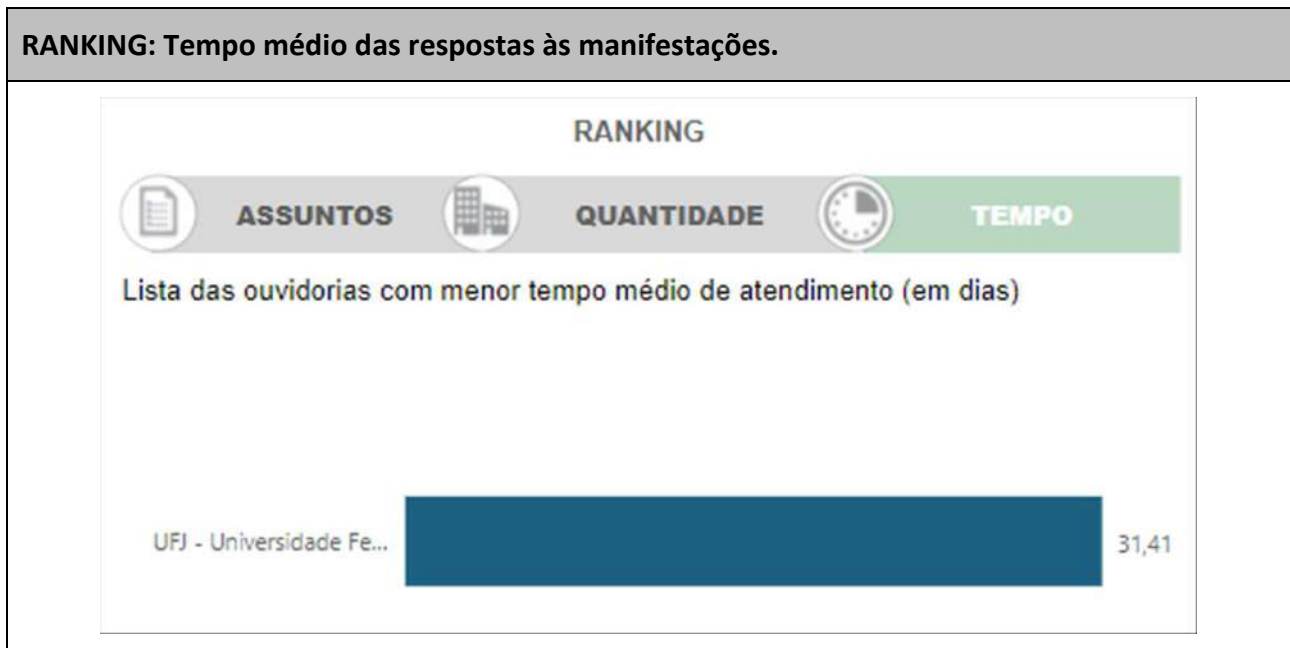 RANKING: Tempo médio das respostas às manifestações.
RANKING
ASSUNTOS QUANTIDADE TEMPO
Lista das ouvidorias com menor tempo médio de atendimento (em dias)
UFJ - Universidade Fe... 31,41